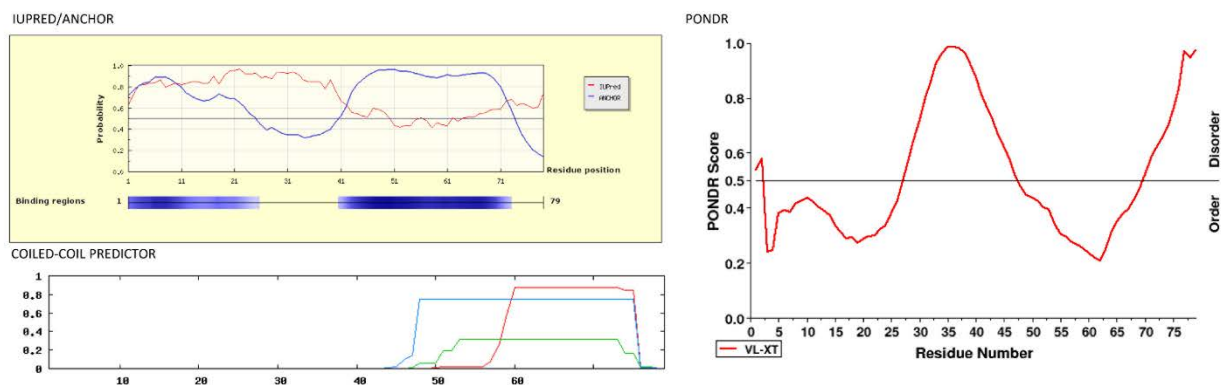 IUPRED/ANCHOR
1.0
0.8
0.6
0.4
0.2
0.0
Probability
1 11 21 31 41 51 61 71
Residue position
IUPred
ANCHOR
Binding regions 1 79
COILED-COIL PREDICTOR
1
0.8
0.6
0.4
0.2
0
10 20 30 40 50 60
PONDR
1.0
0.8
0.6
0.5
0.4
0.2
0.0
PONDR Score
Disorder
Order
0 5 10 15 20 25 30 35 40 45 50 55 60 65 70 75
VL-XT
Residue Number